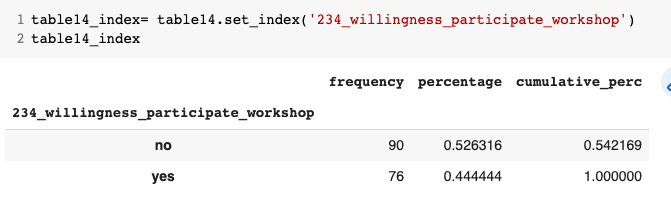 1 table14_index= table14.set_index('234_willingness_participate_workshop')
2 table14_index
frequency percentage cumulative_perc
234_willingness_participate_workshop
no 90 0.526316 0.542169
yes 76 0.444444 1.000000